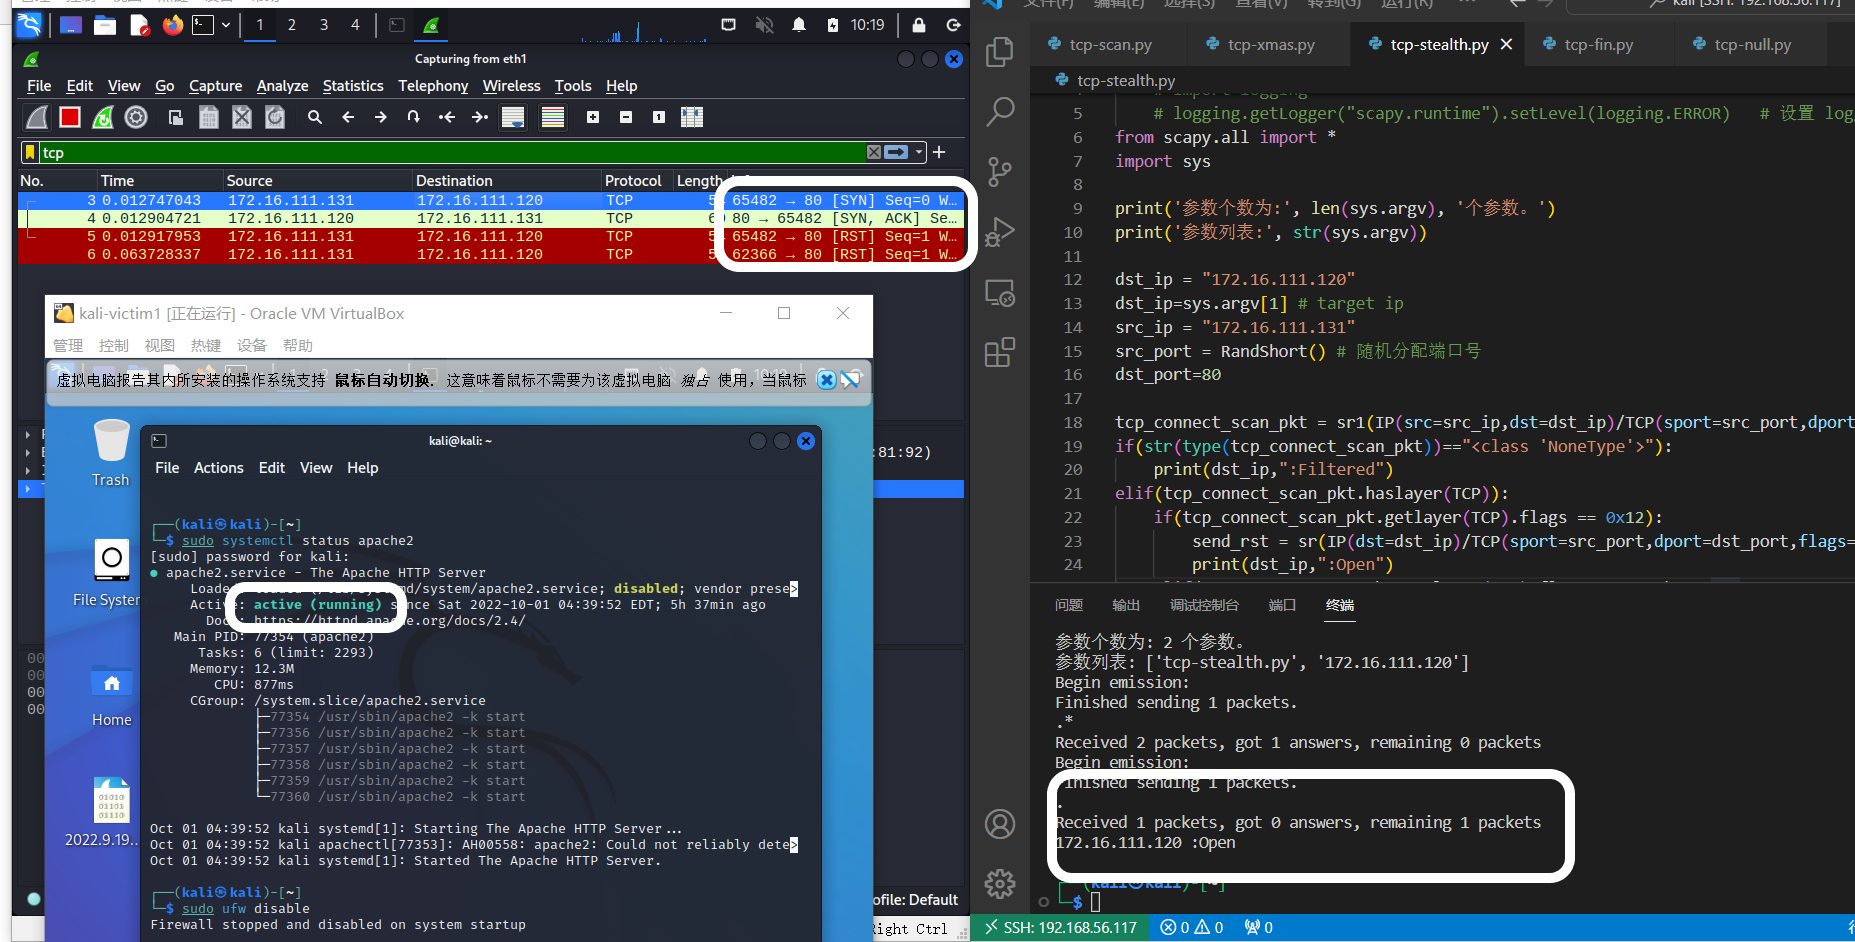 1 2 3 4
10:19
Capturing from eth1
File Edit View Go Capture Analyze Statistics Telephony Wireless Tools Help
tcp
No. Time Source Destination Protocol Length
3 0.012747043 172.16.111.131 172.16.111.120 TCP 65482 → 80 [SYN] Seq=0 W…
4 0.012904721 172.16.111.120 172.16.111.131 TCP 80 → 65482 [SYN, ACK] Se…
5 0.012917953 172.16.111.131 172.16.111.120 TCP 65482 → 80 [RST] Seq=1 W…
6 0.063728337 172.16.111.131 172.16.111.120 TCP 62366 → 80 [RST] Seq=1 W…
:81:92)
kali-victim1 [正在运行] - Oracle VM VirtualBox
管理 控制 视图 热键 设备 帮助
虚拟电脑报告其内所安装的操作系统支持 鼠标自动切换. 这意味着鼠标不需要为该虚拟电脑 独占 使用，当鼠标
Trash
File System
Home
2022.9.19...
kali@kali: ~
File Actions Edit View Help
┌──(kali㉿kali)-[~]
└─$ sudo systemctl status apache2
[sudo] password for kali:
● apache2.service - The Apache HTTP Server
md/system/apache2.service; disabled; vendor prese>
Active: active (running) since Sat 2022-10-01 04:39:52 EDT; 5h 37min ago
Docs: https://httpd.apache.org/docs/2.4/
Main PID: 77354 (apache2)
Tasks: 6 (limit: 2293)
Memory: 12.3M
CPU: 877ms
CGroup: /system.slice/apache2.service
├─77354 /usr/sbin/apache2 -k start
├─77356 /usr/sbin/apache2 -k start
├─77357 /usr/sbin/apache2 -k start
├─77358 /usr/sbin/apache2 -k start
├─77359 /usr/sbin/apache2 -k start
└─77360 /usr/sbin/apache2 -k start
Oct 01 04:39:52 kali systemd[1]: Starting The Apache HTTP Server...
Oct 01 04:39:52 kali apachectl[77353]: AH00558: apache2: Could not reliably dete>
Oct 01 04:39:52 kali systemd[1]: Started The Apache HTTP Server.
┌──(kali㉿kali)-[~]
└─$ sudo ufw disable
Firewall stopped and disabled on system startup
ofile: Default
Right Ctrl
文件(F) 编辑(E) 选择(S) 查看(V) 转到(G) 运行(R) ···
kali [SSH: 192.168.56.117]
tcp-scan.py tcp-xmas.py tcp-stealth.py tcp-fin.py tcp-null.py
tcp-stealth.py
# import logging
5 # logging.getLogger("scapy.runtime").setLevel(logging.ERROR) # 设置 log
6 from scapy.all import *
7 import sys
8
9 print('参数个数为:', len(sys.argv), '个参数。')
10 print('参数列表:', str(sys.argv))
11
12 dst_ip = "172.16.111.120"
13 dst_ip=sys.argv[1] # target ip
14 src_ip = "172.16.111.131"
15 src_port = RandShort() # 随机分配端口号
16 dst_port=80
17
18 tcp_connect_scan_pkt = sr1(IP(src=src_ip,dst=dst_ip)/TCP(sport=src_port,dport
19 if(str(type(tcp_connect_scan_pkt))=="<class 'NoneType'>"):
20 print(dst_ip,":Filtered")
21 elif(tcp_connect_scan_pkt.haslayer(TCP)):
22 if(tcp_connect_scan_pkt.getlayer(TCP).flags == 0x12):
23 send_rst = sr(IP(dst=dst_ip)/TCP(sport=src_port,dport=dst_port,flags=
24 print(dst_ip,":Open")
问题 输出 调试控制台 端口 终端
参数个数为: 2 个参数。
参数列表: ['tcp-stealth.py', '172.16.111.120']
Begin emission:
Finished sending 1 packets.
.*
Received 2 packets, got 1 answers, remaining 0 packets
Begin emission:
Finished sending 1 packets.
.
Received 1 packets, got 0 answers, remaining 1 packets
172.16.111.120 :Open
┌──(kali㉿kali)-[~]
└─$
SSH: 192.168.56.117 0 0 0